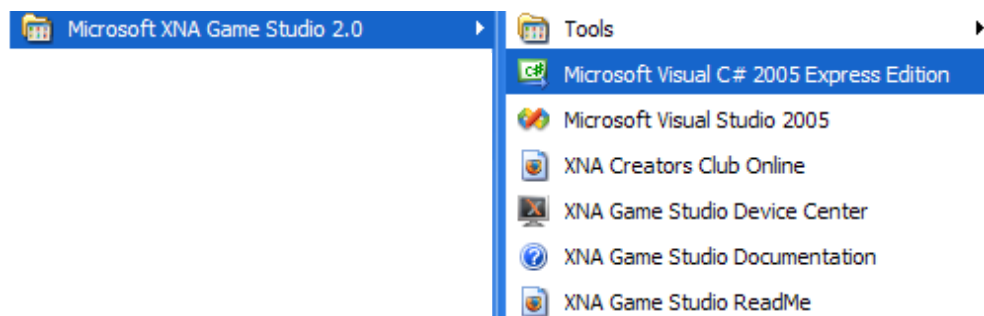 Microsoft XNA Game Studio 2.0
Tools
Microsoft Visual C# 2005 Express Edition
Microsoft Visual Studio 2005
XNA Creators Club Online
XNA Game Studio Device Center
XNA Game Studio Documentation
XNA Game Studio ReadMe